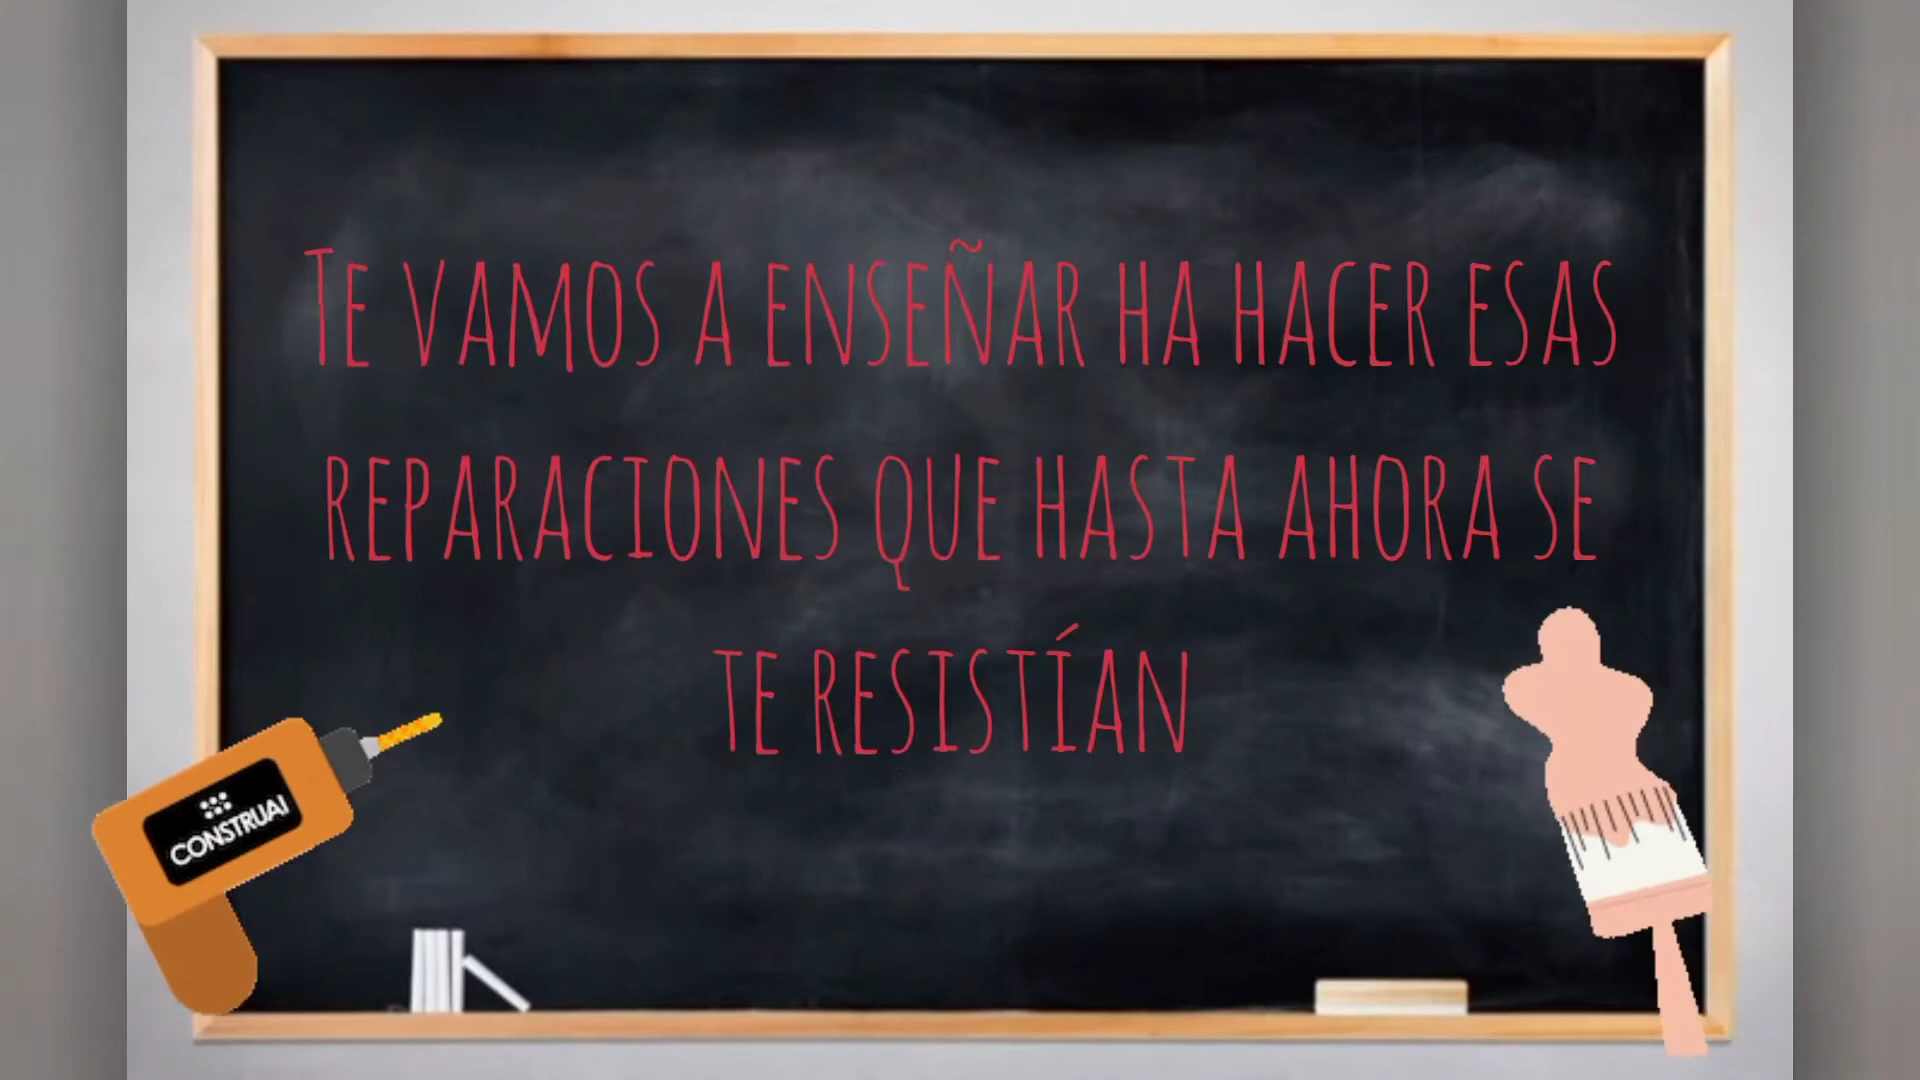 Te vamos a enseñar ha hacer esas
reparaciones que hasta ahora se
te resistían
CONSTRUAI